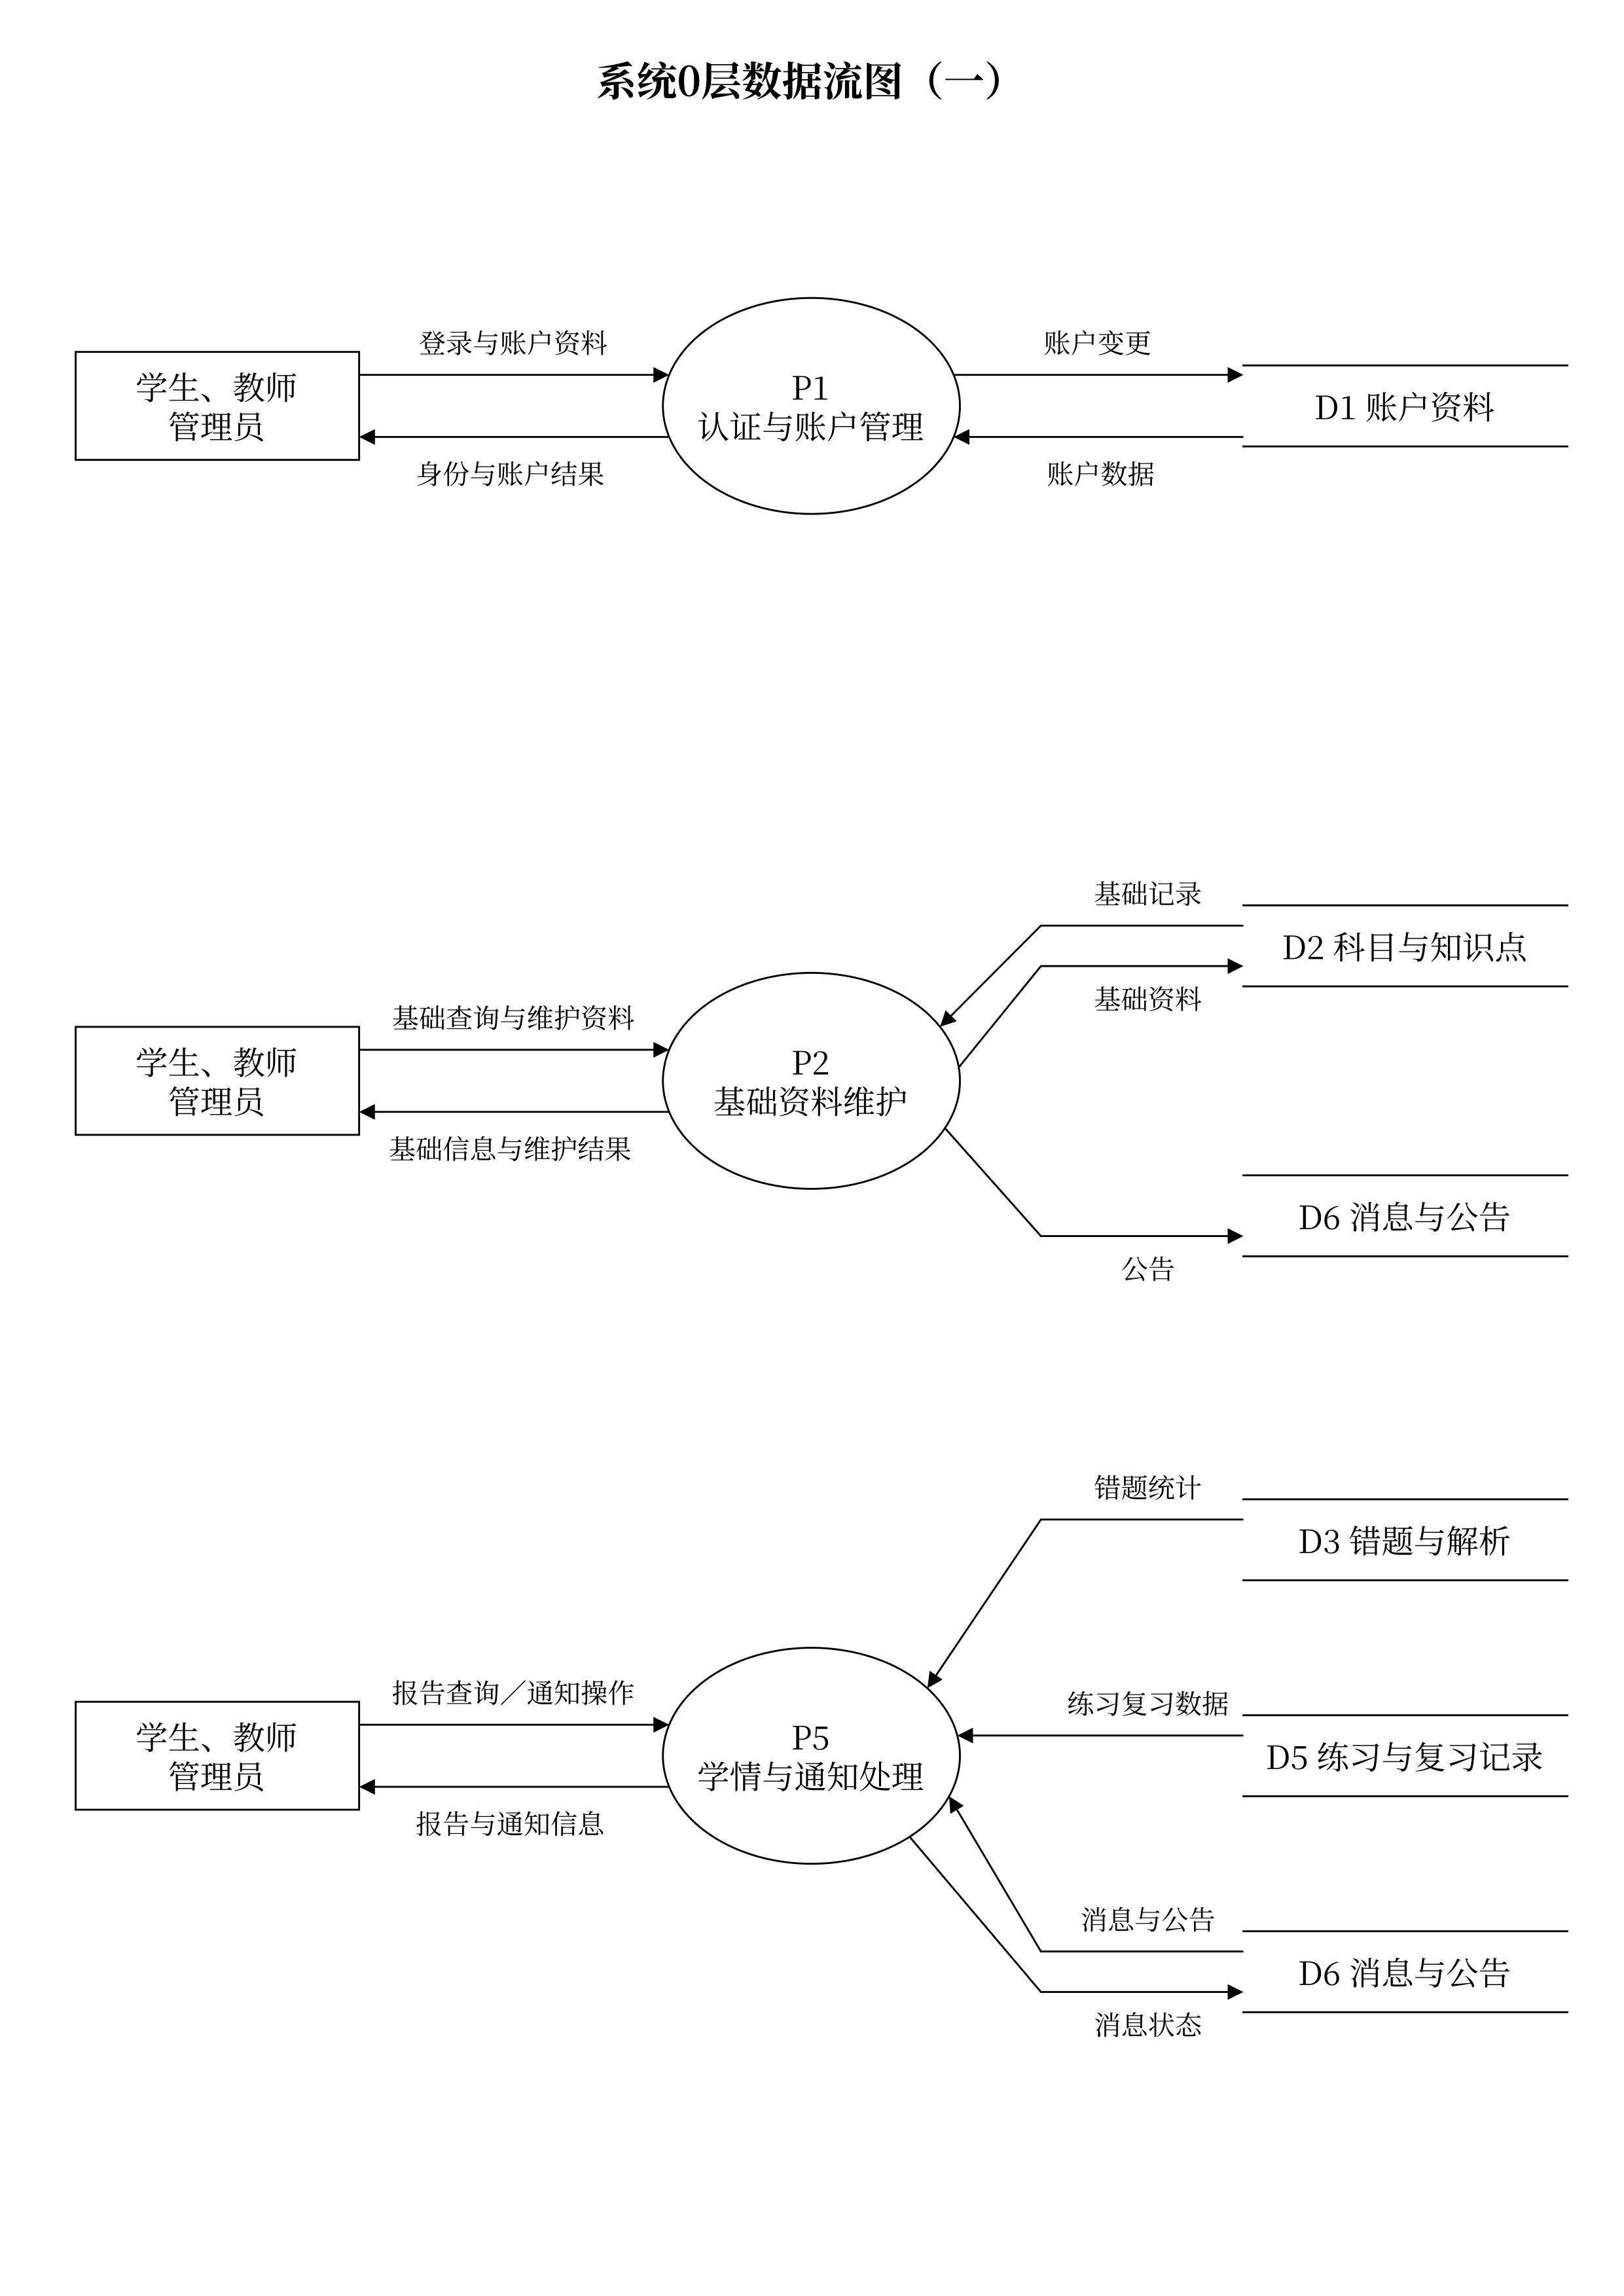 系统0层数据流图（一）
登录与账户资料
账户变更
学生、教师
管理员
P1
认证与账户管理
D1 账户资料
身份与账户结果
账户数据
基础记录
D2 科目与知识点
基础资料
基础查询与维护资料
学生、教师
管理员
P2
基础资料维护
基础信息与维护结果
D6 消息与公告
公告
错题统计
D3 错题与解析
报告查询／通知操作
练习复习数据
学生、教师
管理员
P5
学情与通知处理
D5 练习与复习记录
报告与通知信息
消息与公告
D6 消息与公告
消息状态